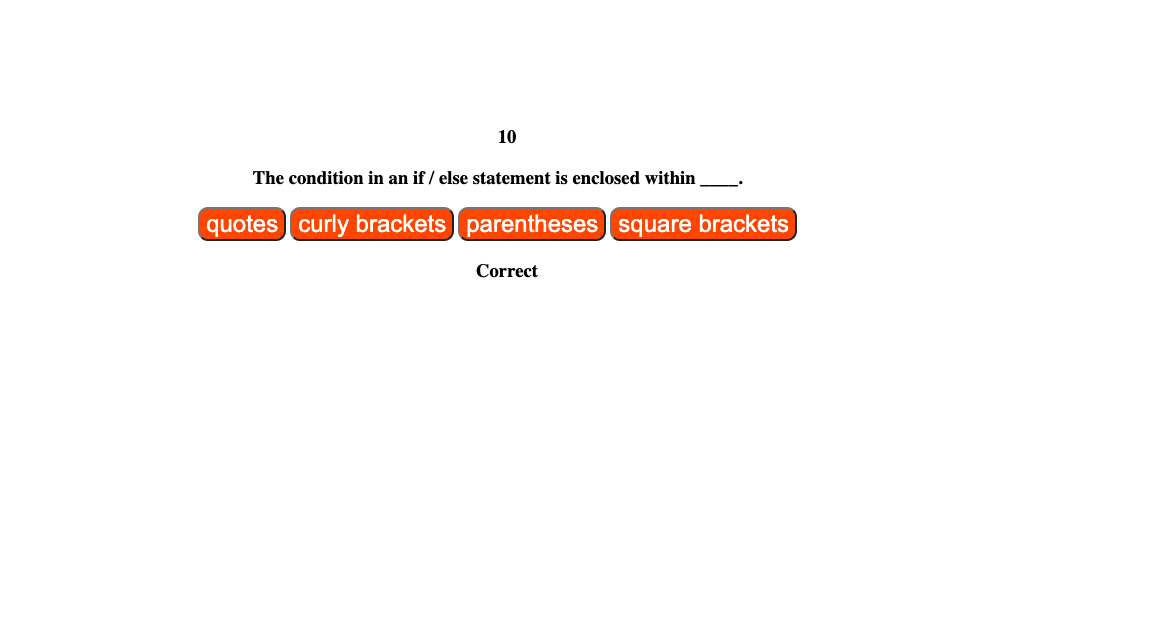 10
The condition in an if / else statement is enclosed within ____.
quotes curly brackets parentheses square brackets
Correct